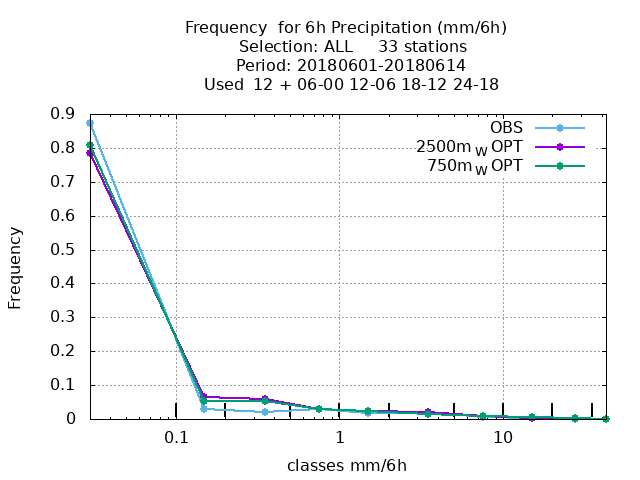 Frequency  for 6h Precipitation (mm/6h)
Selection: ALL     33 stations
Period: 20180601-20180614
Used  12 + 06-00 12-06 18-12 24-18
OBS
2500m W OPT
750m W OPT
0.9
0.8
0.7
0.6
0.5
0.4
0.3
0.2
0.1
0
Frequency
0.1 1 10
classes mm/6h